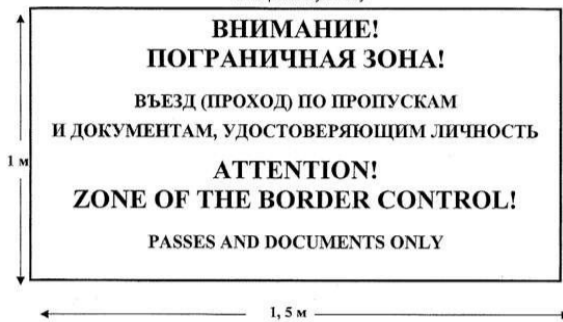 ВНИМАНИЕ!
ПОГРАНИЧНАЯ ЗОНА!
ВЪЕЗД (ПРОХОД) ПО ПРОПУСКАМ
И ДОКУМЕНТАМ, УДОСТОВЕРЯЮЩИМ ЛИЧНОСТЬ
1 м
ATTENTION!
ZONE OF THE BORDER CONTROL!
PASSES AND DOCUMENTS ONLY
1, 5 м